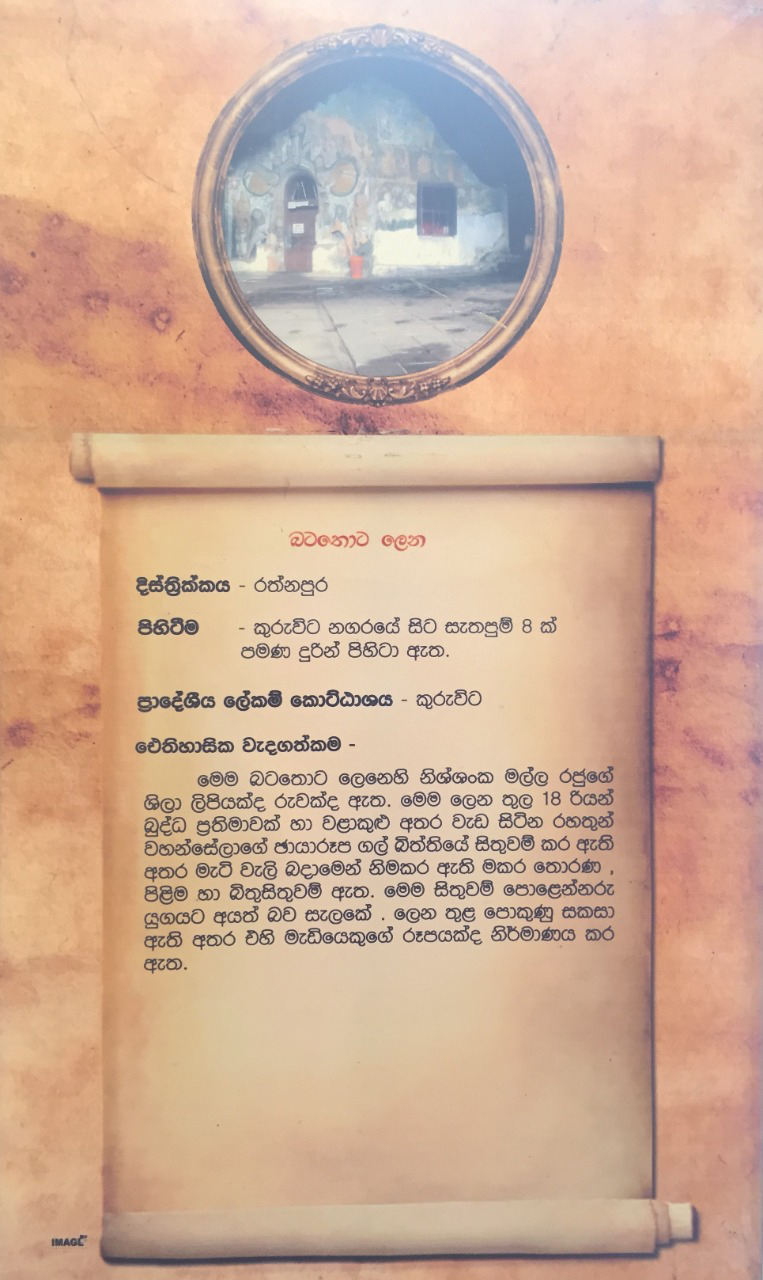 බටතොට ලෙන
දිස්ත්‍රික්කය - රත්නපුර
පිහිටීම - කුරුවිට නගරයේ සිට සැතපුම් 8 ක්
පමණ දුරින් පිහිටා ඇත.
ප්‍රාදේශීය ලේකම් කොට්ඨාශය - කුරුවිට
ඓතිහාසික වැදගත්කම -
මෙම බටතොට ලෙනෙහි නිශ්ශංක මල්ල රජුගේ
ශිලා ලිපියක්ද රුවක්ද ඇත. මෙම ලෙන තුල 18 රියන්
බුද්ධ ප්‍රතිමාවක් හා වළාකුළු අතර වැඩ සිටින රහතුන්
වහන්සේලාගේ ඡායාරූප ගල් බිත්තියේ සිතුවම් කර ඇති
අතර මැටි වැලි බදාමෙන් නිමකර ඇති මකර තොරණ ,
පිළිම හා බිතුසිතුවම් ඇත. මෙම සිතුවම් පොළොන්නරු
යුගයට අයත් බව සැලකේ . ලෙන තුළ පොකුණු සකසා
ඇති අතර එහි මැඩියෙකුගේ රූපයක්ද නිර්මාණය කර
ඇත.
IMAGE